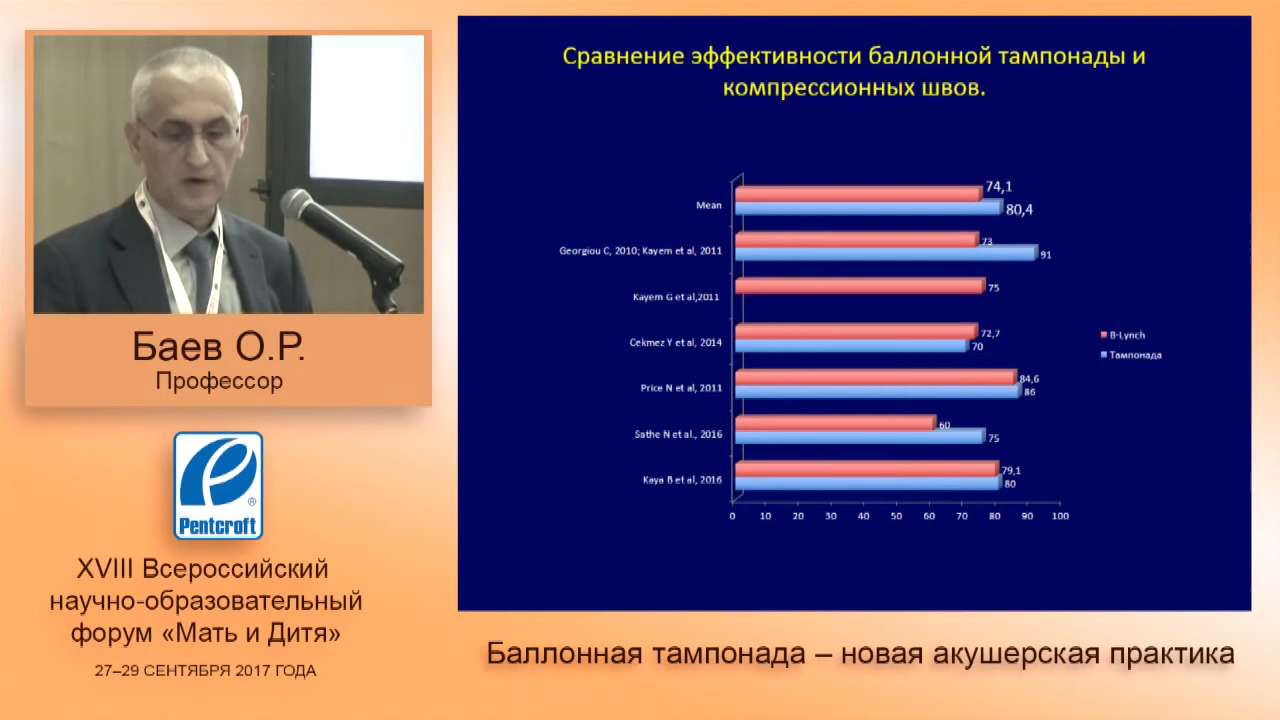 Сравнение эффективности баллонной тампонады и
компрессионных швов.
Mean
74,1
80,4
Georgiou C, 2010; Kayem et al, 2011
73
91
Kayem G et al,2011
75
Cekmez Y et al, 2014
72,7
70
Price N et al, 2011
84,6
86
Sathe N et al., 2016
60
75
Kaya B et al, 2016
79,1
80
0 10 20 30 40 50 60 70 80 90 100
B-Lynch
Тампонада
Баев О.Р.
Профессор
Pentcroft
®
XVIII Всероссийский
научно-образовательный
форум «Мать и Дитя»
27–29 СЕНТЯБРЯ 2017 ГОДА
Баллонная тампонада – новая акушерская практика